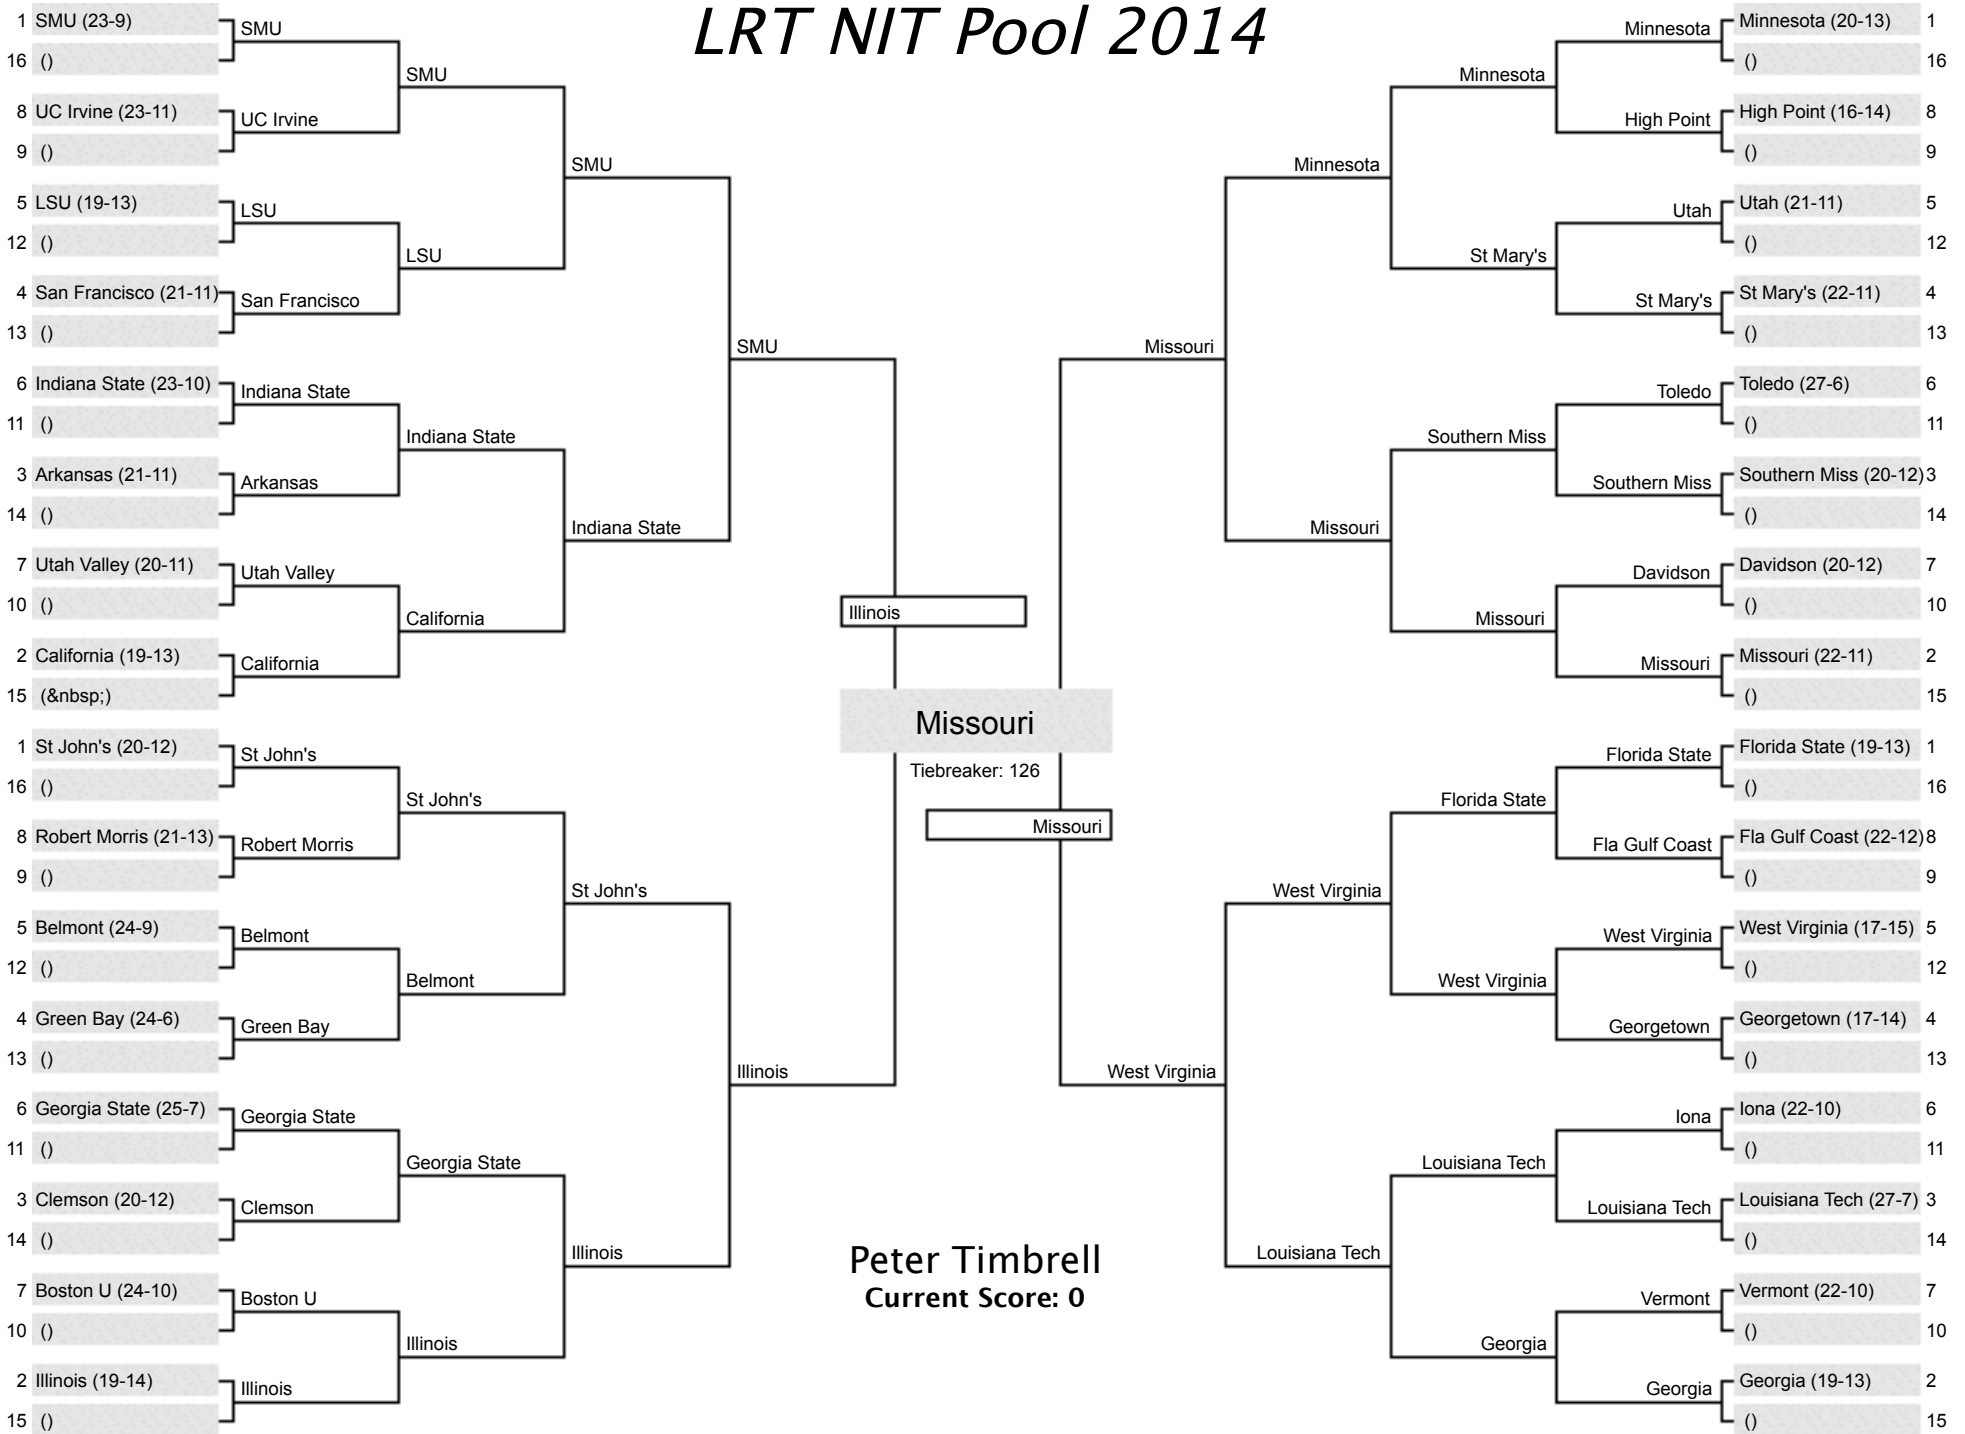 LRT NIT Pool 2014
1 SMU (23-9)
16 ()
8 UC Irvine (23-11)
9 ()
5 LSU (19-13)
12 ()
4 San Francisco (21-11)
13 ()
6 Indiana State (23-10)
11 ()
3 Arkansas (21-11)
14 ()
7 Utah Valley (20-11)
10 ()
2 California (19-13)
15 (&nbsp;)
1 St John's (20-12)
16 ()
8 Robert Morris (21-13)
9 ()
5 Belmont (24-9)
12 ()
4 Green Bay (24-6)
13 ()
6 Georgia State (25-7)
11 ()
3 Clemson (20-12)
14 ()
7 Boston U (24-10)
10 ()
2 Illinois (19-14)
15 ()
SMU
UC Irvine
LSU
San Francisco
Indiana State
Arkansas
Utah Valley
California
St John's
Robert Morris
Belmont
Green Bay
Georgia State
Clemson
Boston U
Illinois
SMU
LSU
Indiana State
California
St John's
Belmont
Georgia State
Illinois
SMU
Indiana State
St John's
Illinois
SMU
Illinois
Illinois
Missouri
Tiebreaker: 126
Missouri
Peter Timbrell
Current Score: 0
Missouri
West Virginia
Minnesota
Missouri
West Virginia
Louisiana Tech
Minnesota
St Mary's
Southern Miss
Missouri
Florida State
West Virginia
Louisiana Tech
Georgia
Minnesota
High Point
Utah
St Mary's
Toledo
Southern Miss
Davidson
Missouri
Florida State
Fla Gulf Coast
West Virginia
Georgetown
Iona
Louisiana Tech
Vermont
Georgia
Minnesota (20-13) 1
() 16
High Point (16-14) 8
() 9
Utah (21-11) 5
() 12
St Mary's (22-11) 4
() 13
Toledo (27-6) 6
() 11
Southern Miss (20-12) 3
() 14
Davidson (20-12) 7
() 10
Missouri (22-11) 2
() 15
Florida State (19-13) 1
() 16
Fla Gulf Coast (22-12) 8
() 9
West Virginia (17-15) 5
() 12
Georgetown (17-14) 4
() 13
Iona (22-10) 6
() 11
Louisiana Tech (27-7) 3
() 14
Vermont (22-10) 7
() 10
Georgia (19-13) 2
() 15